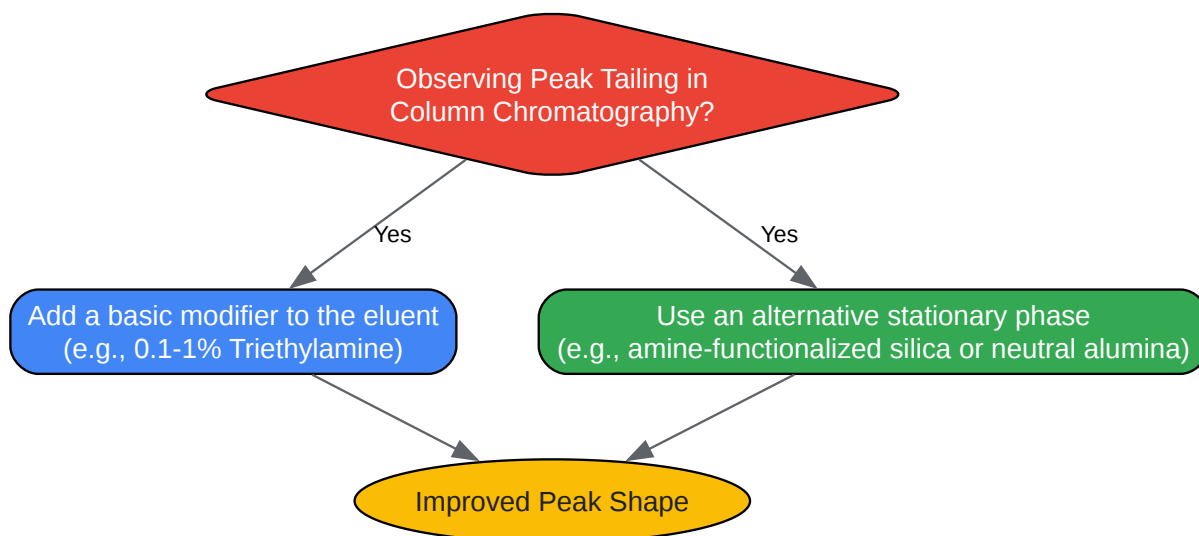 Observing Peak Tailing in
Column Chromatography?
Yes
Yes
Add a basic modifier to the eluent
(e.g., 0.1-1% Triethylamine)
Use an alternative stationary phase
(e.g., amine-functionalized silica or neutral alumina)
Improved Peak Shape